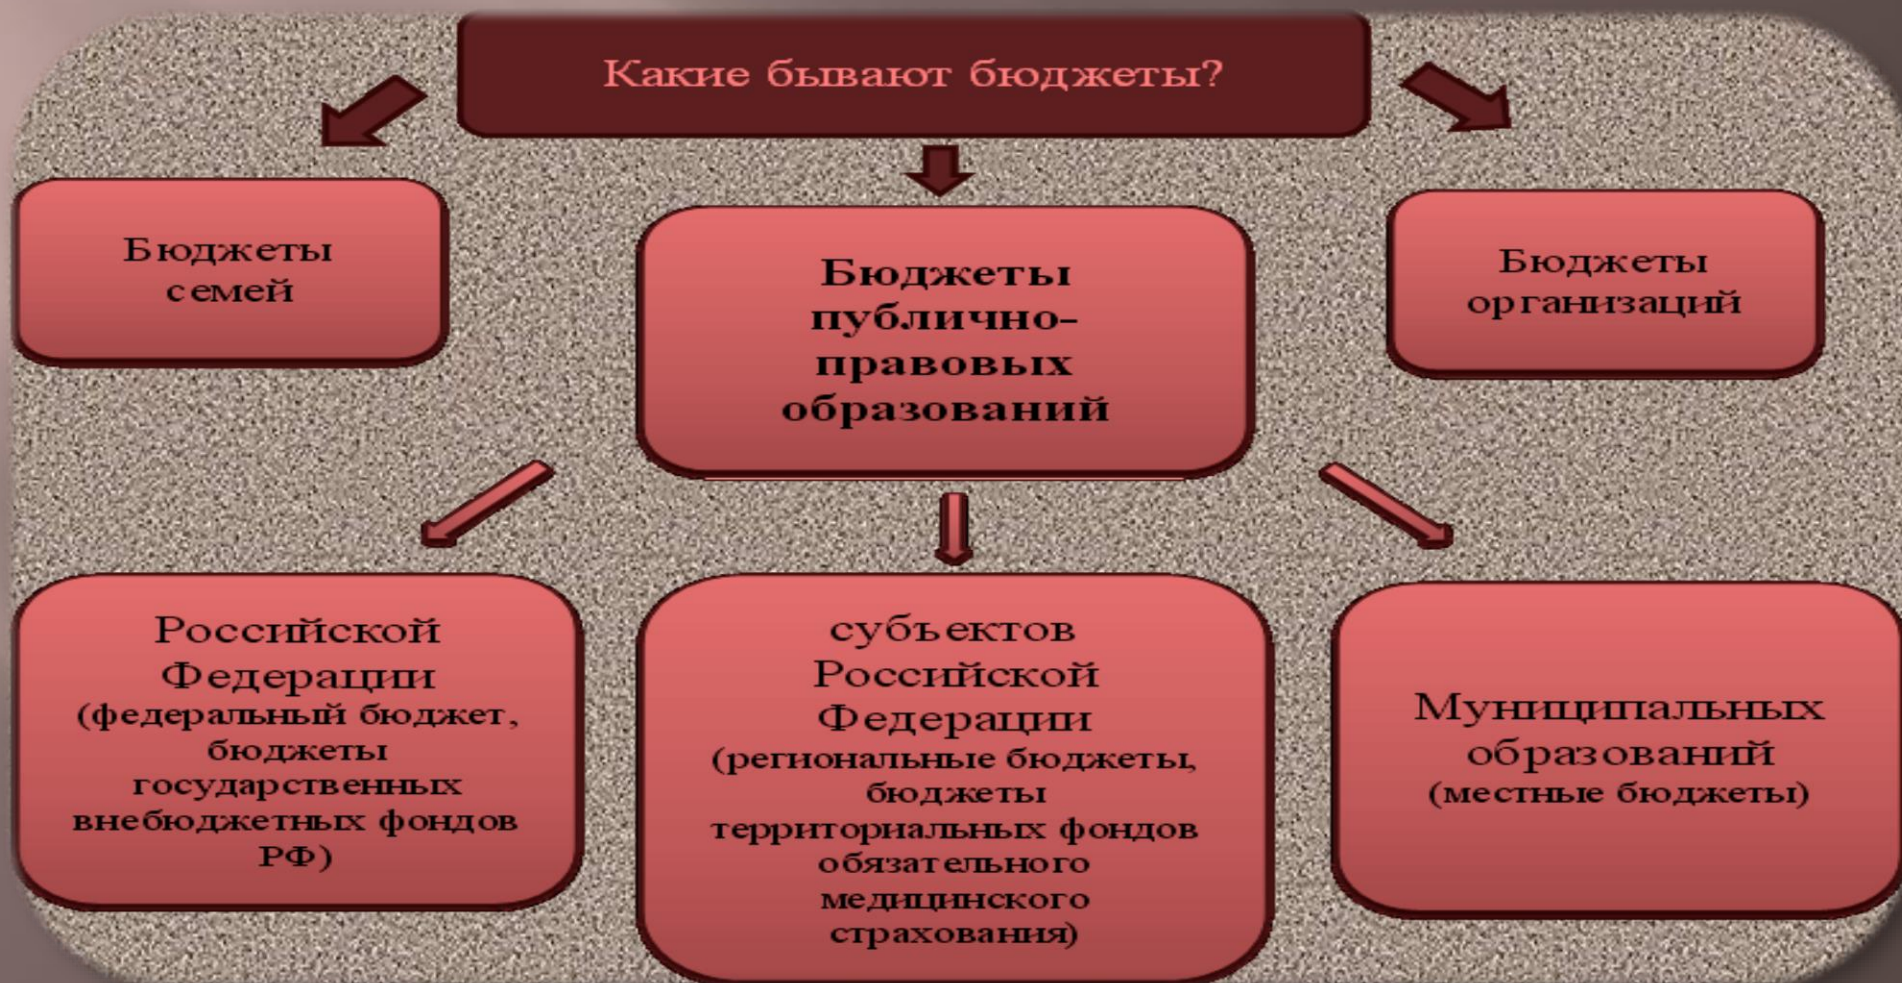 Какие бывают бюджеты?
Бюджеты
семей
Бюджеты
публично-
правовых
образований
Бюджеты
организаций
Российской
Федерации
(федеральный бюджет,
бюджеты
государственных
внебюджетных фондов
РФ)
субъектов
Российской
Федерации
(региональные бюджеты,
бюджеты
территориальных фондов
обязательного
медицинского
страхования)
Муниципальных
образований
(местные бюджеты)